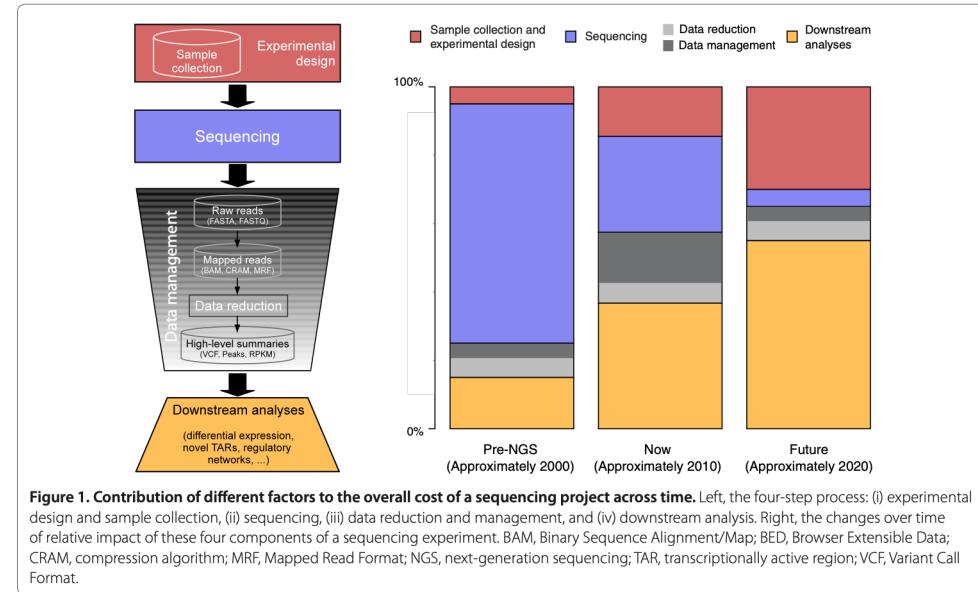 Sample
collection
Experimental
design
Sequencing
Data management
Raw reads
(FASTA, FASTQ)
Mapped reads
(BAM, CRAM, MRF)
Data reduction
High-level summaries
(VCF, Peaks, RPKM)
Downstream analyses
(differential expression,
novel TARs, regulatory
networks, ...)
Sample collection and
experimental design
Sequencing
Data reduction
Data management
Downstream
analyses
100%
0%
Pre-NGS
(Approximately 2000)
Now
(Approximately 2010)
Future
(Approximately 2020)
Figure 1. Contribution of different factors to the overall cost of a sequencing project across time. Left, the four-step process: (i) experimental
design and sample collection, (ii) sequencing, (iii) data reduction and management, and (iv) downstream analysis. Right, the changes over time
of relative impact of these four components of a sequencing experiment. BAM, Binary Sequence Alignment/Map; BED, Browser Extensible Data;
CRAM, compression algorithm; MRF, Mapped Read Format; NGS, next-generation sequencing; TAR, transcriptionally active region; VCF, Variant Call
Format.